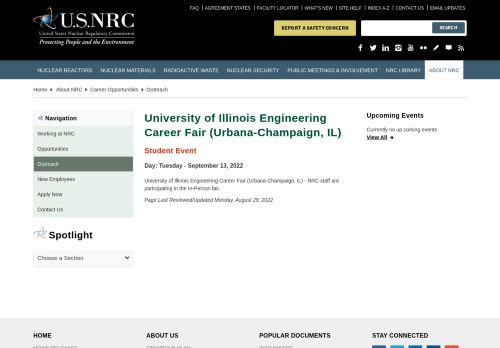 FAQ | AGREEMENT STATES | FACILITY LOCATOR | WHAT'S NEW | SITE HELP | INDEX A-Z | CONTACT US | EMAIL UPDATES
U.S.NRC
United States Nuclear Regulatory Commission
Protecting People and the Environment
REPORT A SAFETY CONCERN
SEARCH
NUCLEAR REACTORS NUCLEAR MATERIALS RADIOACTIVE WASTE NUCLEAR SECURITY PUBLIC MEETINGS & INVOLVEMENT NRC LIBRARY ABOUT NRC
Home About NRC Career Opportunities Outreach
Navigation
Working at NRC
Opportunities
Outreach
New Employees
Apply Now
Contact Us
Spotlight
Choose a Section
University of Illinois Engineering
Career Fair (Urbana-Champaign, IL)
Student Event
Day: Tuesday - September 13, 2022
University of Illinois Engineering Career Fair (Urbana-Champaign, IL) - NRC staff are
participating in the In-Person fair.
Page Last Reviewed/Updated Monday, August 29, 2022
Upcoming Events
Currently no up coming events
View All
HOME ABOUT US POPULAR DOCUMENTS STAY CONNECTED